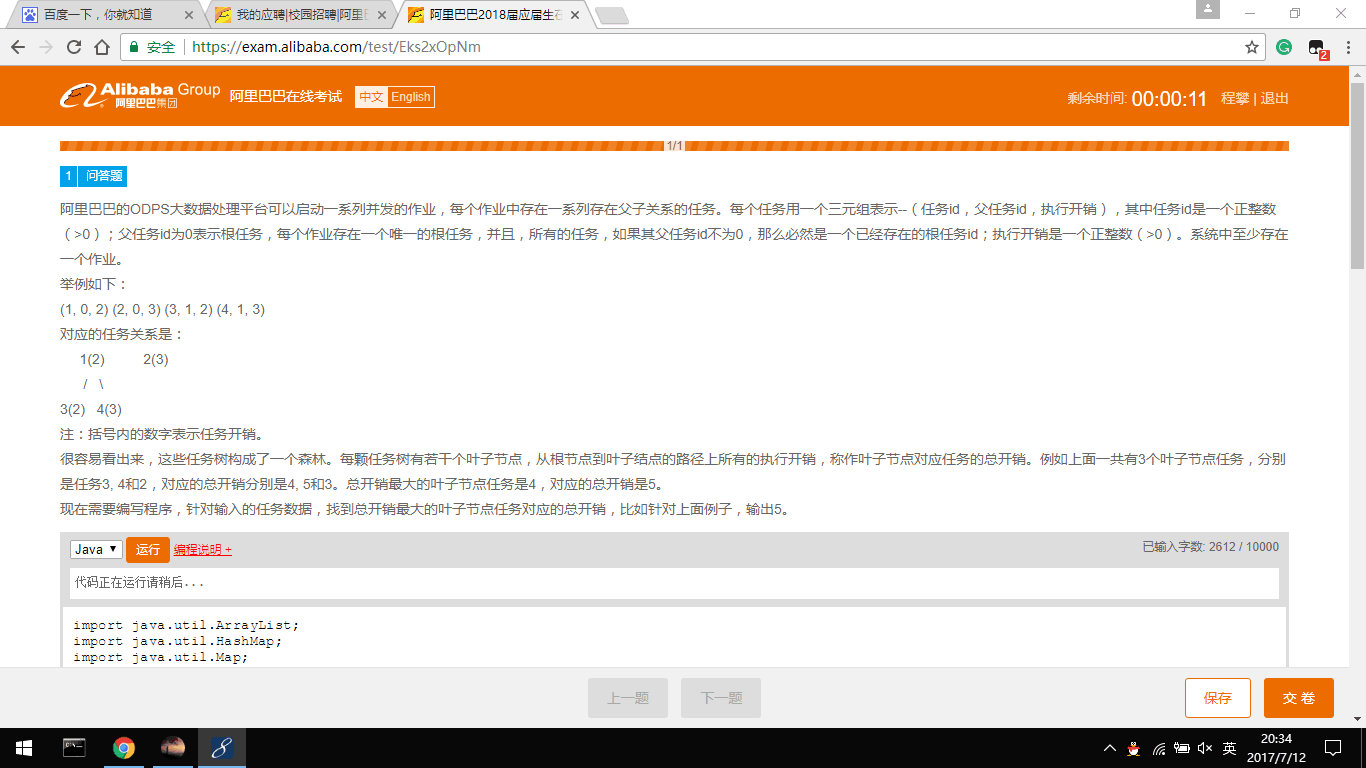 百度一下，你就知道
我的应聘|校园招聘|阿里
阿里巴巴2018届应届生在
安全 https://exam.alibaba.com/test/Eks2xOpNm
2
Alibaba Group
阿里巴巴集团
阿里巴巴在线考试 中文 English
剩余时间: 00:00:11 程攀 | 退出
1/1
1 问答题
阿里巴巴的ODPS大数据处理平台可以启动一系列并发的作业，每个作业中存在一系列存在父子关系的任务。每个任务用一个三元组表示--（任务id，父任务id，执行开销），其中任务id是一个正整数
（>0）；父任务id为0表示根任务，每个作业存在一个唯一的根任务，并且，所有的任务，如果其父任务id不为0，那么必然是一个已经存在的根任务id；执行开销是一个正整数（>0）。系统中至少存在
一个作业。
举例如下：
(1, 0, 2) (2, 0, 3) (3, 1, 2) (4, 1, 3)
对应的任务关系是：
1(2) 2(3)
/ \
3(2) 4(3)
注：括号内的数字表示任务开销。
很容易看出来，这些任务树构成了一个森林。每颗任务树有若干个叶子节点，从根节点到叶子结点的路径上所有的执行开销，称作叶子节点对应任务的总开销。例如上面一共有3个叶子节点任务，分别
是任务3, 4和2，对应的总开销分别是4, 5和3。总开销最大的叶子节点任务是4，对应的总开销是5。
现在需要编写程序，针对输入的任务数据，找到总开销最大的叶子节点任务对应的总开销，比如针对上面例子，输出5。
Java 运行 编程说明 +
已输入字数: 2612 / 10000
代码正在运行请稍后...
import java.util.ArrayList;
import java.util.HashMap;
import java.util.Map;
上一题 下一题 保存 交 卷
英
20:34
2017/7/12